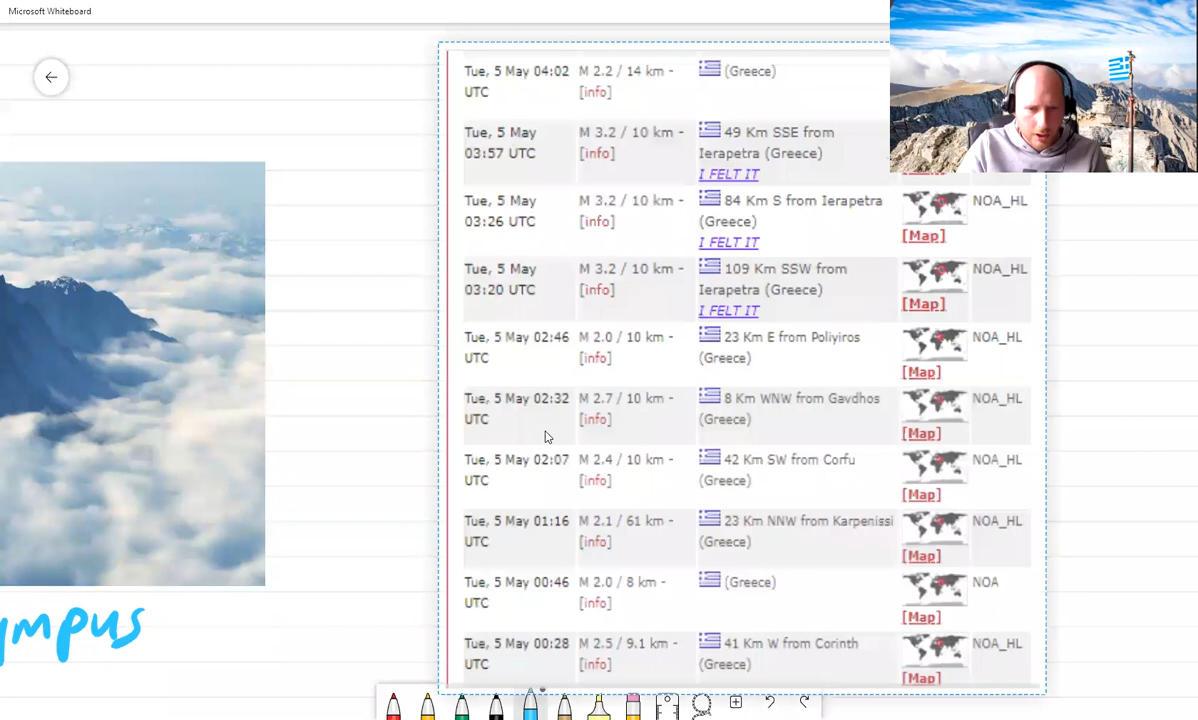 Microsoft Whiteboard
Tue, 5 May 04:02 UTC
M 2.2 / 14 km - [info]
(Greece)
Tue, 5 May 03:57 UTC
M 3.2 / 10 km - [info]
49 Km SSE from Ierapetra (Greece)
I FELT IT
Tue, 5 May 03:26 UTC
M 3.2 / 10 km - [info]
84 Km S from Ierapetra (Greece)
I FELT IT
[Map]
NOA_HL
Tue, 5 May 03:20 UTC
M 3.2 / 10 km - [info]
109 Km SSW from Ierapetra (Greece)
I FELT IT
[Map]
NOA_HL
Tue, 5 May 02:46 UTC
M 2.0 / 10 km - [info]
23 Km E from Poliyiros (Greece)
[Map]
NOA_HL
Tue, 5 May 02:32 UTC
M 2.7 / 10 km - [info]
8 Km WNW from Gavdhos (Greece)
[Map]
NOA_HL
Tue, 5 May 02:07 UTC
M 2.4 / 10 km - [info]
42 Km SW from Corfu (Greece)
[Map]
NOA_HL
Tue, 5 May 01:16 UTC
M 2.1 / 61 km - [info]
23 Km NNW from Karpenissi (Greece)
[Map]
NOA_HL
Tue, 5 May 00:46 UTC
M 2.0 / 8 km - [info]
(Greece)
[Map]
NOA
Tue, 5 May 00:28 UTC
M 2.5 / 9.1 km - [info]
41 Km W from Corinth (Greece)
[Map]
NOA_HL
ympus